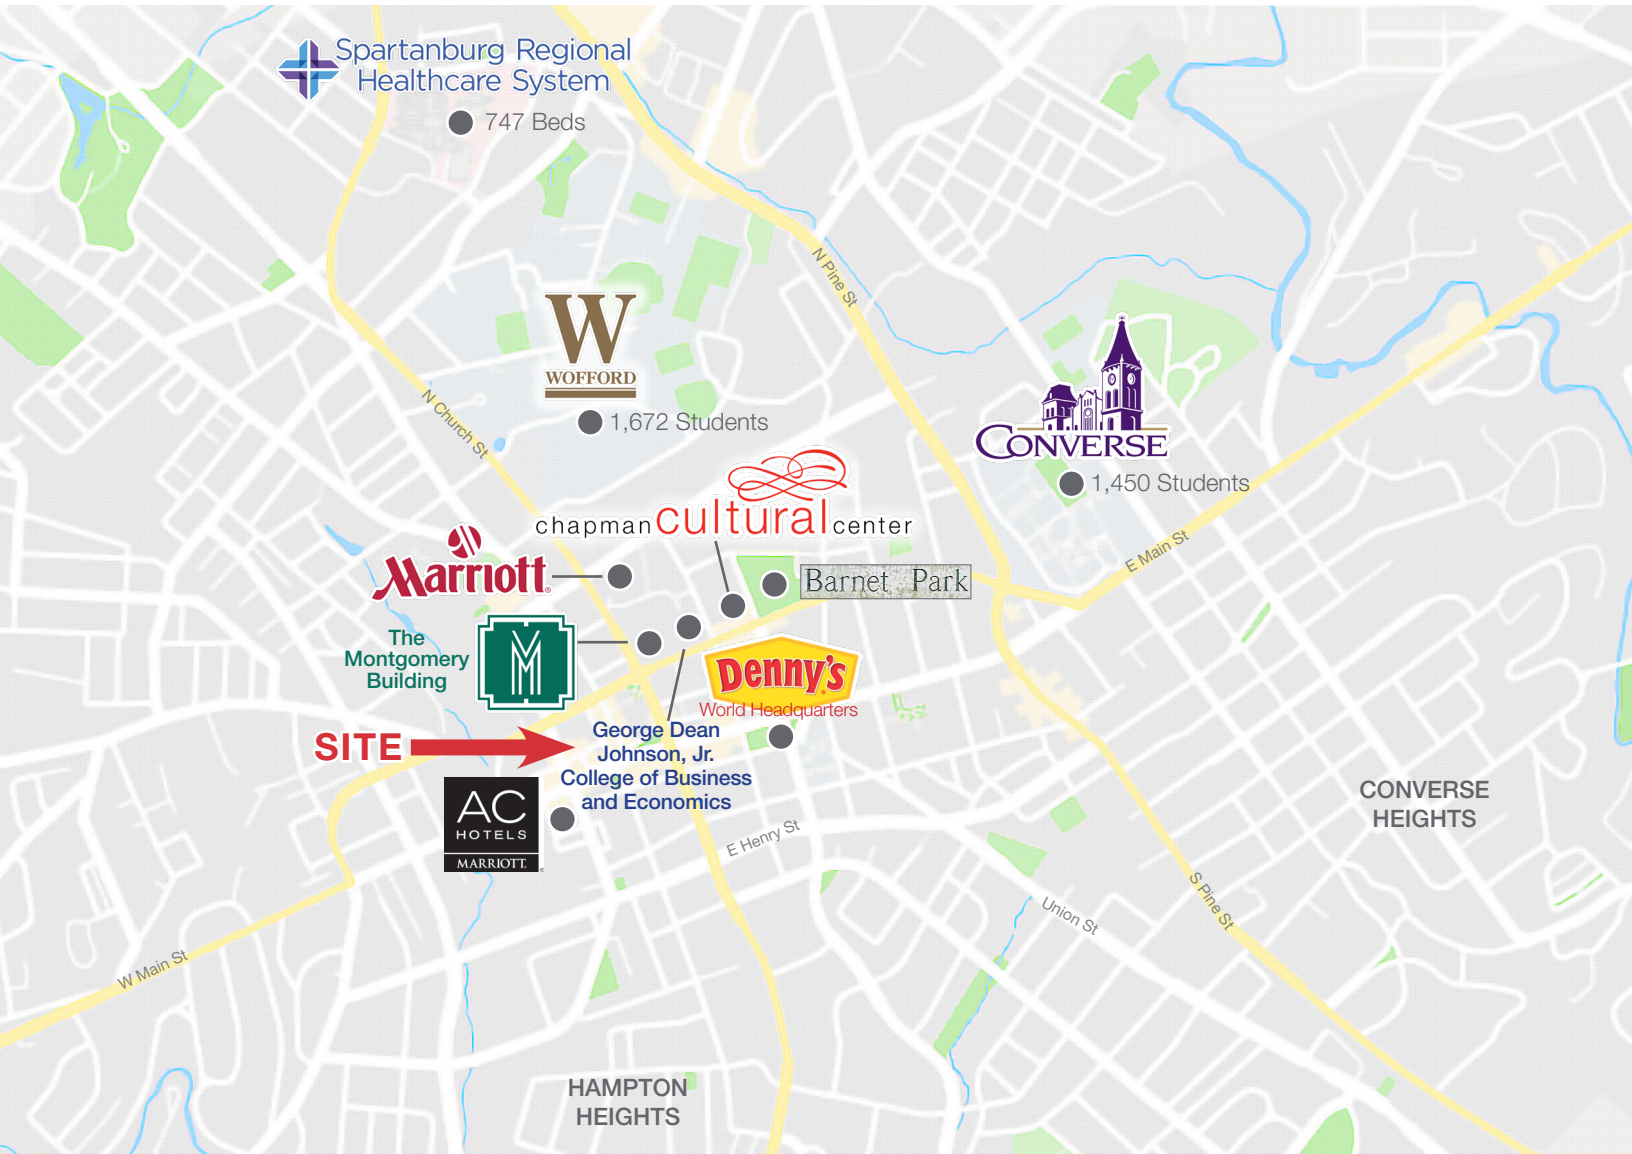 Spartanburg Regional
Healthcare System
747 Beds
N Pine St
W
WOFFORD
1,672 Students
N Church St
CONVERSE
1,450 Students
chapman cultural center
E Main St
Marriott®
Barnet Park
The
Montgomery
Building
M
Denny's
World Headquarters
SITE
George Dean
Johnson, Jr.
College of Business
and Economics
AC
HOTELS
MARRIOTT
E Henry St
CONVERSE
HEIGHTS
S Pine St
Union St
W Main St
HAMPTON
HEIGHTS